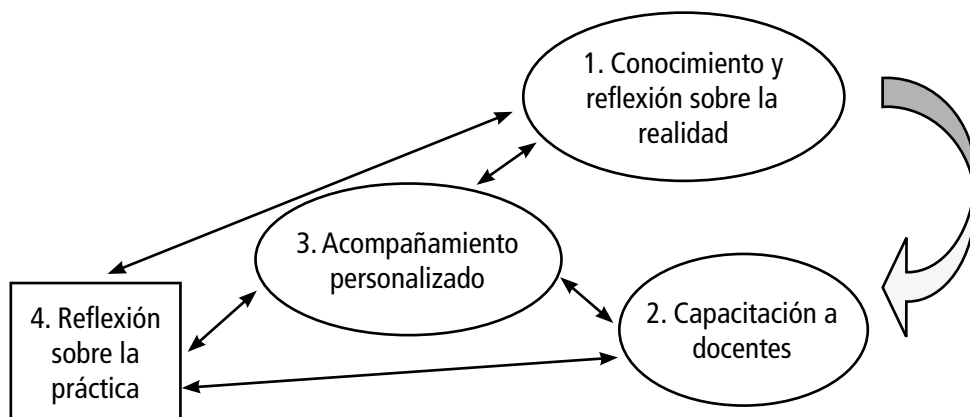 1. Conocimiento y
reflexión sobre la
realidad
3. Acompañamiento
personalizado
2. Capacitación a
docentes
4. Reflexión
sobre la
práctica